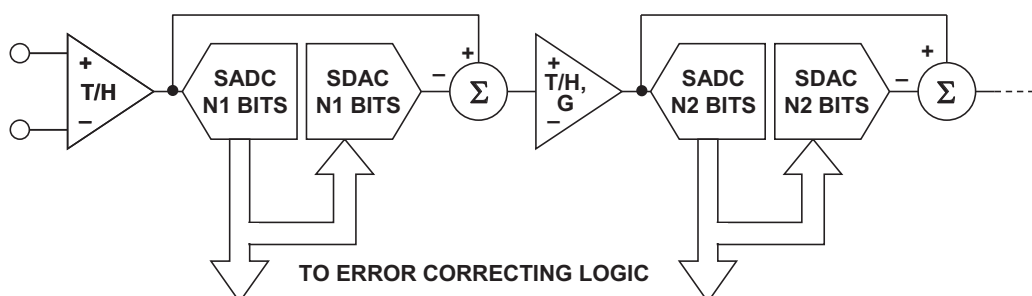 +
T/H
−
SADC
N1 BITS
SDAC
N1 BITS
+
−
Σ
+
T/H,
G
−
SADC
N2 BITS
SDAC
N2 BITS
+
−
Σ
TO ERROR CORRECTING LOGIC